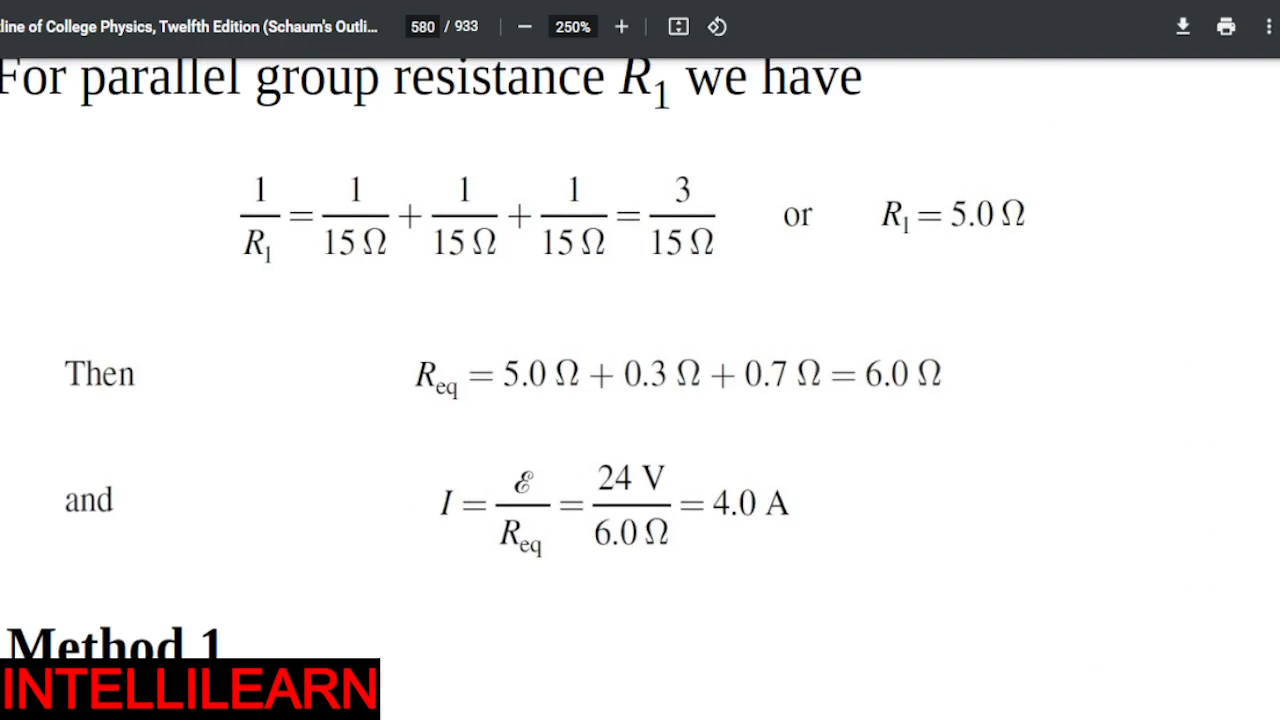 line of College Physics, Twelfth Edition (Schaum's Outli... 580 / 933 − 250% +
For parallel group resistance R₁ we have
1/R₁ = 1/15 Ω + 1/15 Ω + 1/15 Ω = 3/15 Ω or R₁ = 5.0 Ω
Then R_eq = 5.0 Ω + 0.3 Ω + 0.7 Ω = 6.0 Ω
and I = ℰ/R_eq = 24 V/6.0 Ω = 4.0 A
Method 1
INTELLILEARN